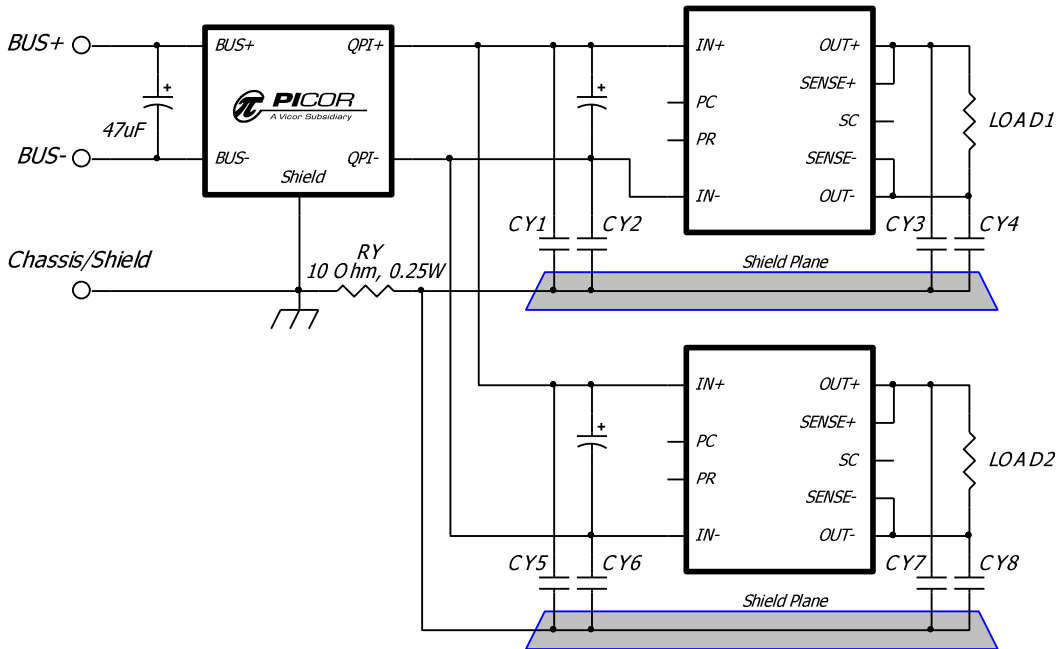 BUS+
BUS+
QPI+
IN+
OUT+
SENSE+
PICOR
A Vicor Subsidiary
PC
SC
LOAD1
47uF
PR
BUS-
BUS-
QPI-
SENSE-
Shield
IN-
OUT-
CY1
CY2
CY3
CY4
Chassis/Shield
RY
10 Ohm, 0.25W
Shield Plane
IN+
OUT+
SENSE+
PC
SC
LOAD2
PR
SENSE-
IN-
OUT-
CY5
CY6
CY7
CY8
Shield Plane